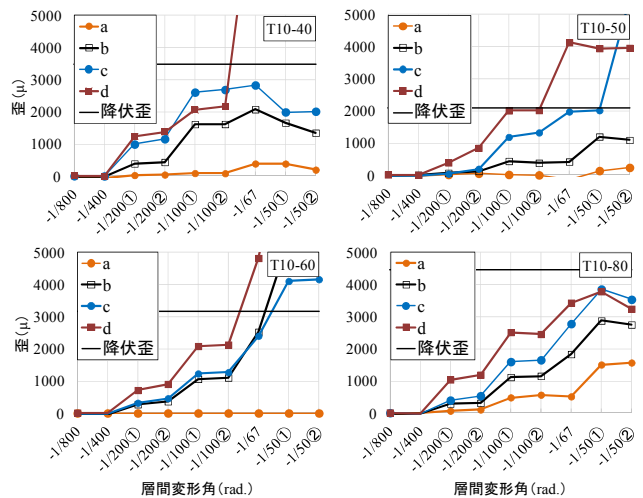 T10-40
5000
4000
3000
2000
1000
0
歪(μ)
a
b
c
d
降伏歪
-1/800
-1/400
-1/200①
-1/200②
-1/100①
-1/100②
-1/67
-1/50①
-1/50②
T10-50
5000
4000
3000
2000
1000
0
a
b
c
d
降伏歪
-1/800
-1/400
-1/200①
-1/200②
-1/100①
-1/100②
-1/67
-1/50①
-1/50②
T10-60
5000
4000
3000
2000
1000
0
歪(μ)
a
b
c
d
降伏歪
-1/800
-1/400
-1/200①
-1/200②
-1/100①
-1/100②
-1/67
-1/50①
-1/50②
層間変形角(rad.)
T10-80
5000
4000
3000
2000
1000
0
a
b
c
d
降伏歪
-1/800
-1/400
-1/200①
-1/200②
-1/100①
-1/100②
-1/67
-1/50①
-1/50②
層間変形角(rad.)